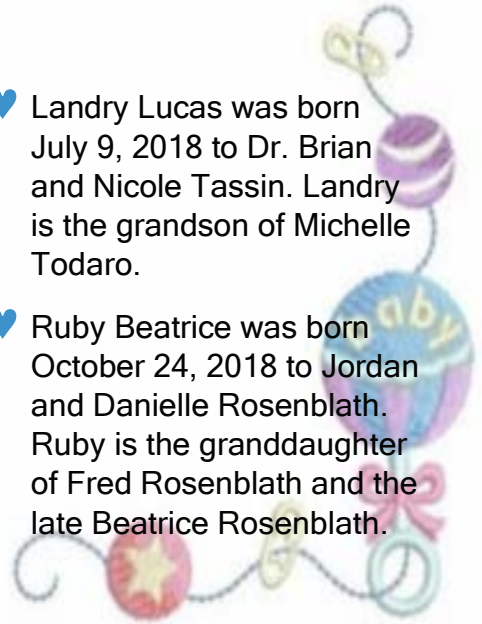 Landry Lucas was born
July 9, 2018 to Dr. Brian
and Nicole Tassin. Landry
is the grandson of Michelle
Todaro.
Ruby Beatrice was born
October 24, 2018 to Jordan
and Danielle Rosenblath.
Ruby is the granddaughter
of Fred Rosenblath and the
late Beatrice Rosenblath.
Baby